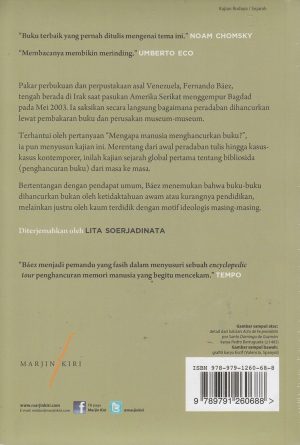 Kajian Budaya / Sejarah
"Buku terbaik yang pernah ditulis mengenai tema ini." NOAM CHOMSKY
"Membacanya membikin merinding." UMBERTO ECO
Pakar perbukuan dan perpustakaan asal Venezuela, Fernando Báez,
tengah berada di Irak saat pasukan Amerika Serikat menggempur Bagdad
pada Mei 2003. Ia saksikan secara langsung bagaimana peradaban dihancurkan
lewat pembakaran buku dan perusakan museum-museum.
Terhantui oleh pertanyaan "Mengapa manusia menghancurkan buku?",
ia pun menyusun kajian ini. Merentang dari awal peradaban tulis hingga kasus-
kasus kontemporer, inilah kajian sejarah global pertama tentang bibliosida
(penghancuran buku) dari masa ke masa.
Bertentangan dengan pendapat umum, Báez menemukan bahwa buku-buku
dihancurkan bukan oleh ketidaktahuan awam atau kurangnya pendidikan,
melainkan justru oleh kaum terdidik dengan motif ideologis masing-masing.
Diterjemahkan oleh LITA SOERJADINATA
"Báez menjadi pemandu yang fasih dalam menyusuri sebuah encyclopedic
tour penghancuran memori manusia yang begitu mencekam." TEMPO
Gambar sampul atas:
Gambar sampul bawah:
MARJIN KIRI
www.marjinkiri.com
FB page
Marjin Kiri
@marjinkiri
ISBN 978-979-1260-68-8
9 789791 260688 >